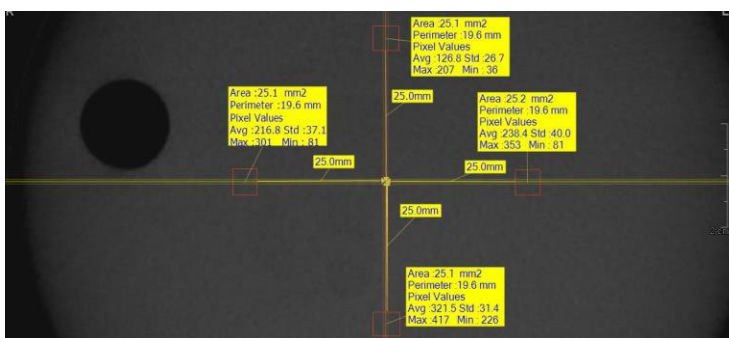 Area :25.1 mm2
Perimeter :19.6 mm
Pixel Values
Avg :126.8 Std :26.7
Max :207 Min : 36
25.0mm
Area :25.1 mm2
Perimeter :19.6 mm
Pixel Values
Avg :216.8 Std :37.1
Max :301 Min : 81
Area :25.2 mm2
Perimeter :19.6 mm
Pixel Values
Avg :238.4 Std :40.0
Max :353 Min : 81
25.0mm
25.0mm
25.0mm
Area :25.1 mm2
Perimeter :19.6 mm
Pixel Values
Avg :321.5 Std :31.4
Max :417 Min : 226